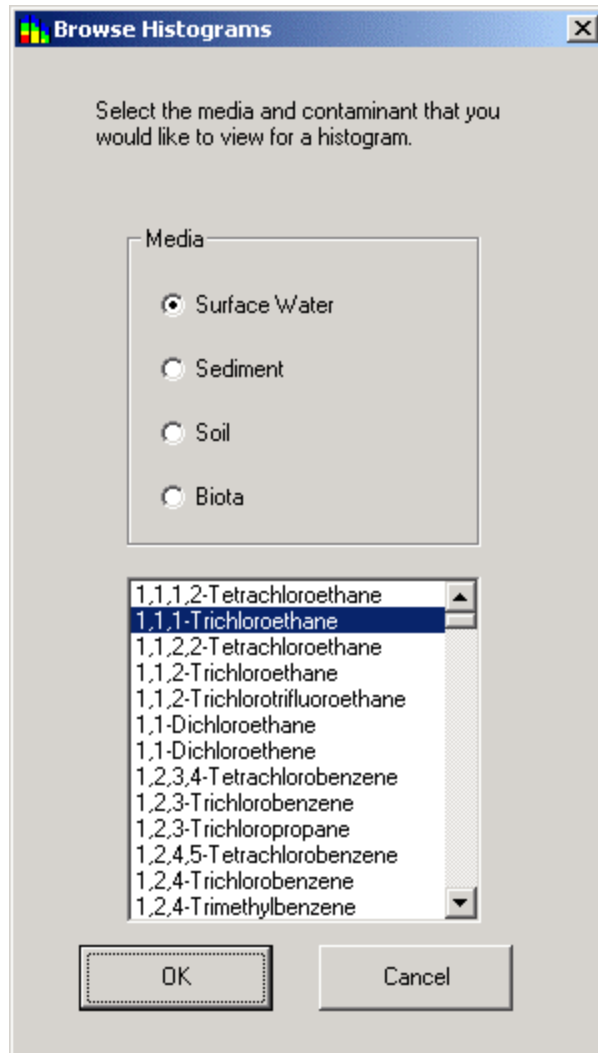 Browse Histograms
Select the media and contaminant that you
would like to view for a histogram.
Media
Surface Water
Sediment
Soil
Biota
1,1,1,2-Tetrachloroethane
1,1,1-Trichloroethane
1,1,2,2-Tetrachloroethane
1,1,2-Trichloroethane
1,1,2-Trichlorotrifluoroethane
1,1-Dichloroethane
1,1-Dichloroethene
1,2,3,4-Tetrachlorobenzene
1,2,3-Trichlorobenzene
1,2,3-Trichloropropane
1,2,4,5-Tetrachlorobenzene
1,2,4-Trichlorobenzene
1,2,4-Trimethylbenzene
OK
Cancel